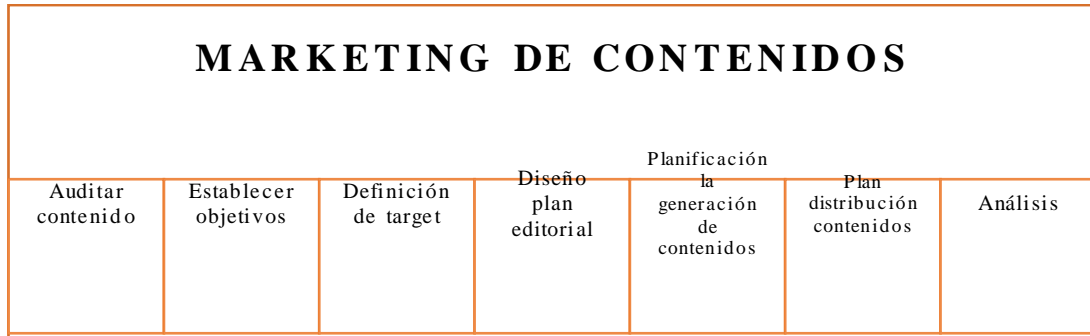 MARKETING DE CONTENIDOS
Auditar
contenido
Establecer
objetivos
Definición
de target
Diseño
plan
editorial
Planificación
la
generación
de
contenidos
Plan
distribución
contenidos
Análisis